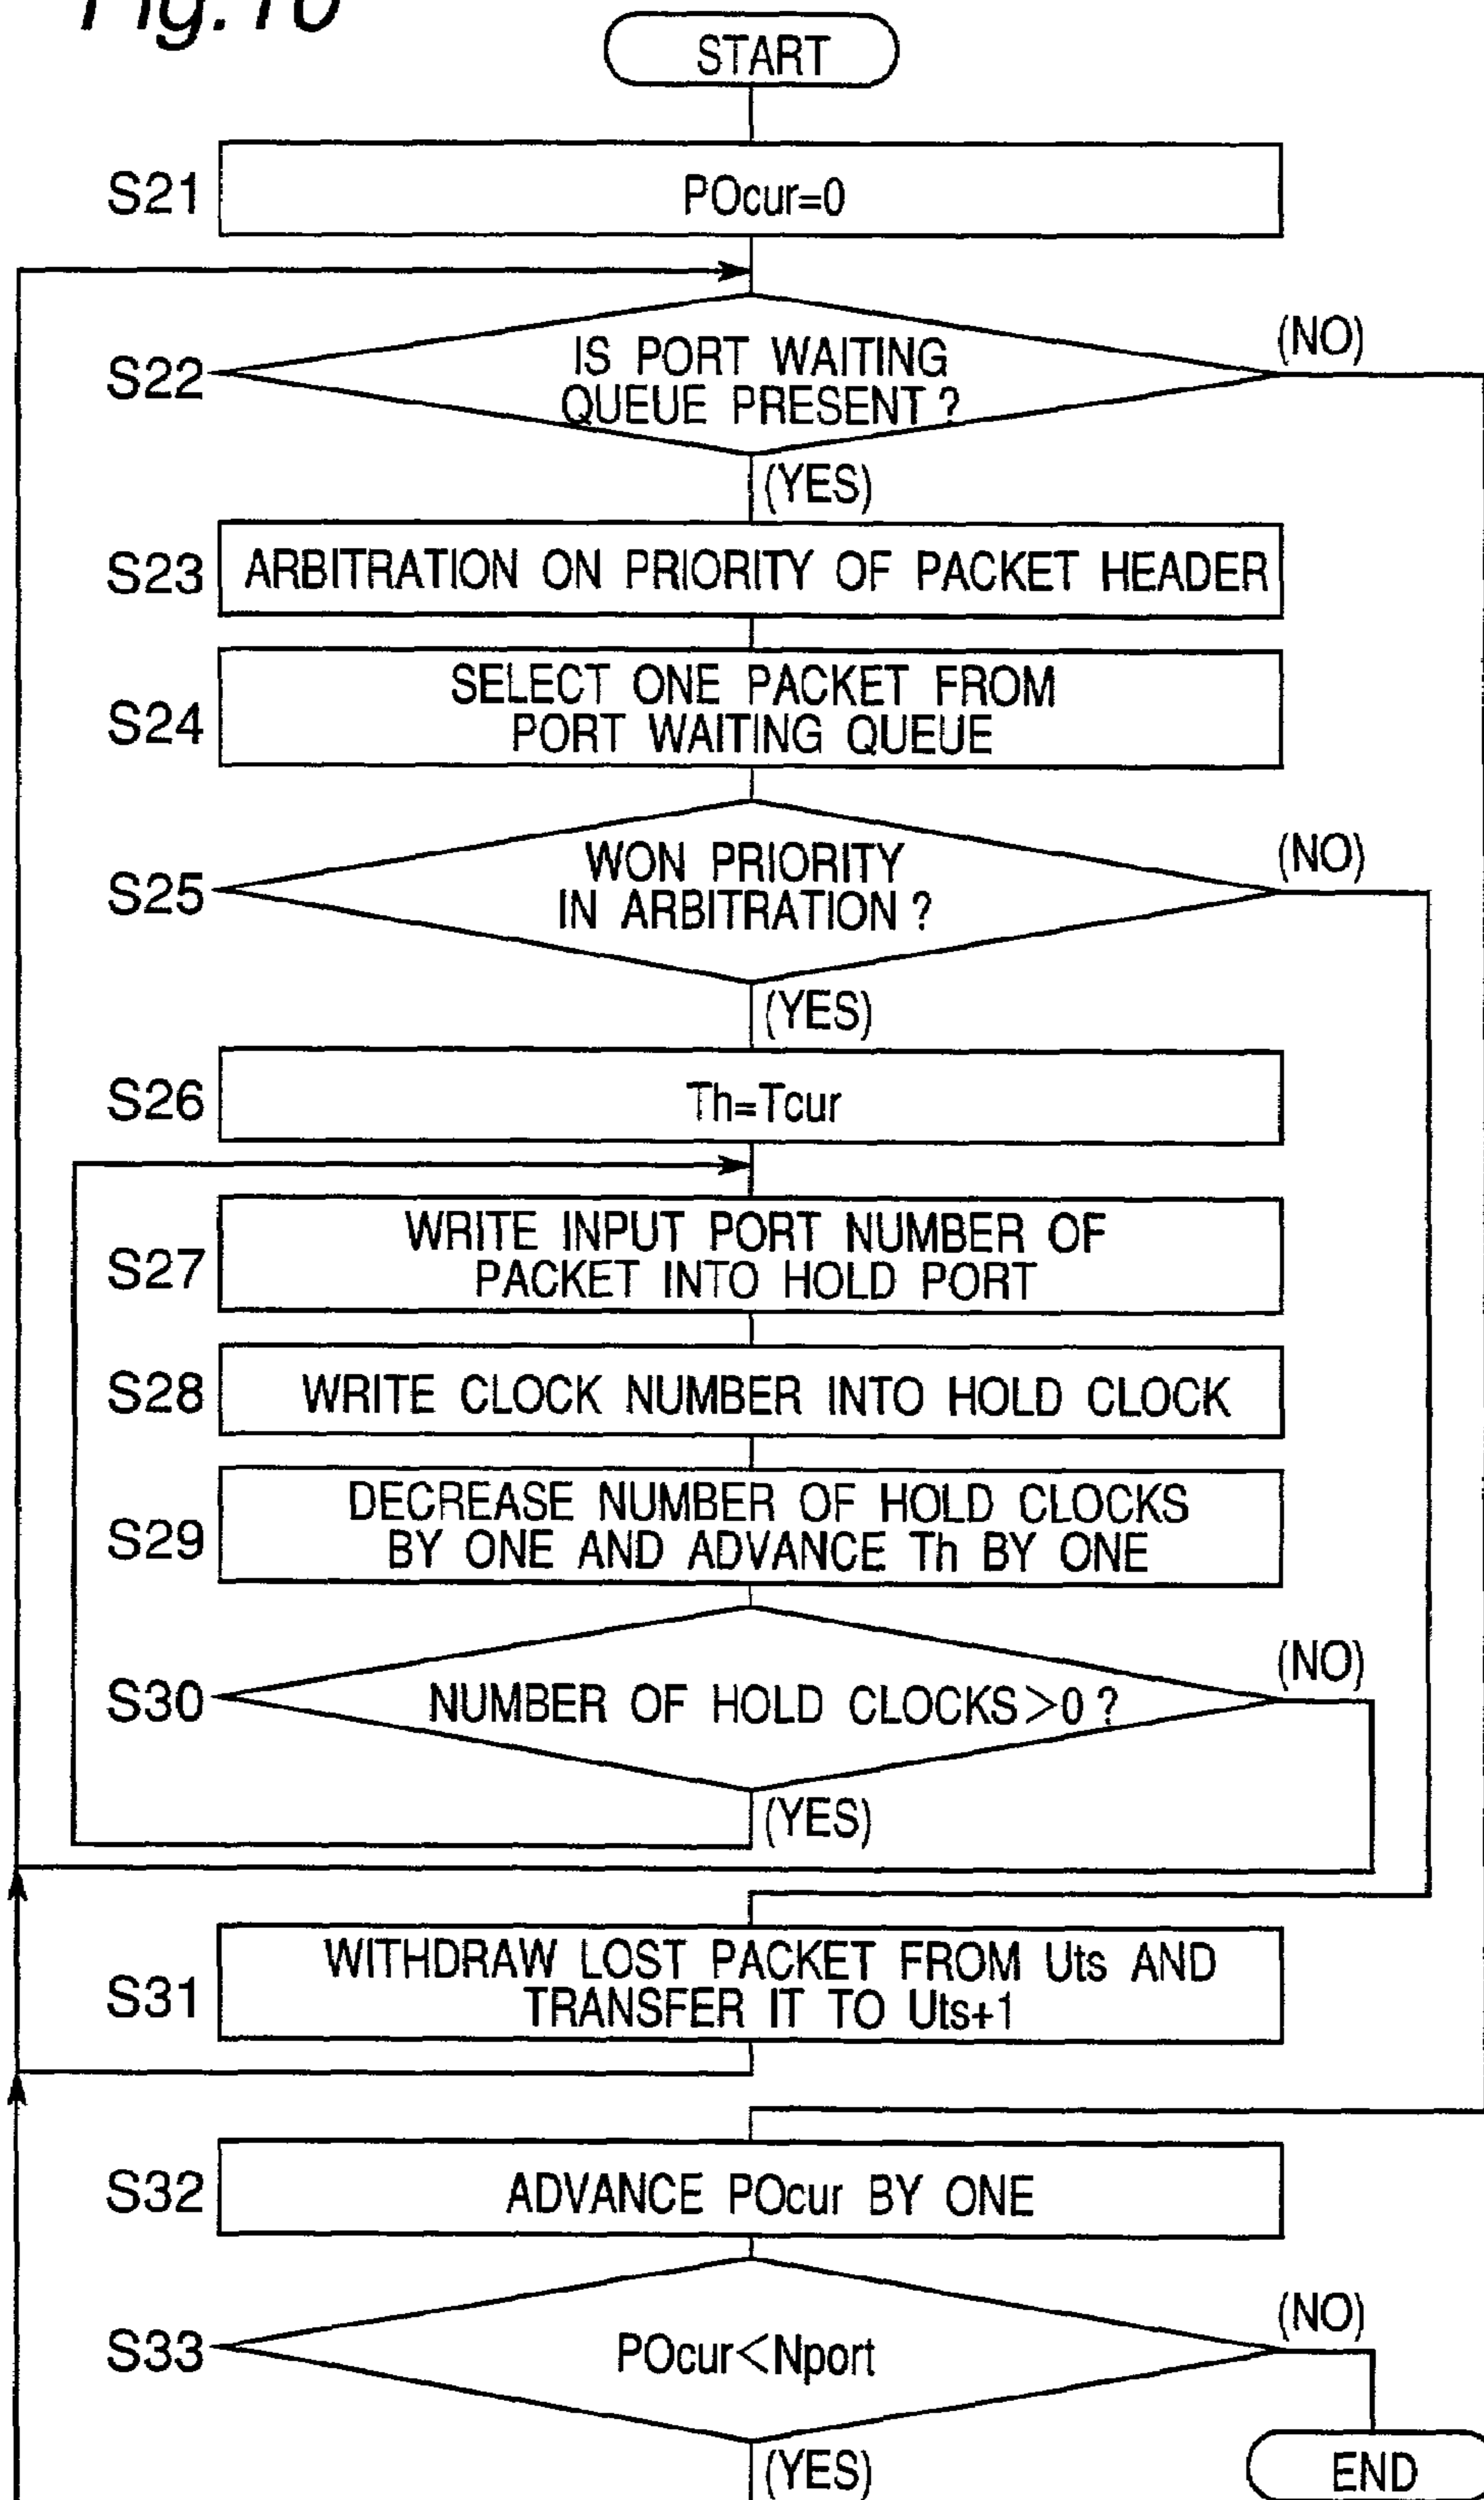 START
S21
POcur=0
S22
IS PORT WAITING
QUEUE PRESENT ?
(NO)
(YES)
S23
ARBITRATION ON PRIORITY OF PACKET HEADER
S24
SELECT ONE PACKET FROM
PORT WAITING QUEUE
S25
WON PRIORITY
IN ARBITRATION ?
(NO)
(YES)
S26
Th=Tcur
S27
WRITE INPUT PORT NUMBER OF
PACKET INTO HOLD PORT
S28
WRITE CLOCK NUMBER INTO HOLD CLOCK
S29
DECREASE NUMBER OF HOLD CLOCKS
BY ONE AND ADVANCE Th BY ONE
S30
NUMBER OF HOLD CLOCKS>0 ?
(NO)
(YES)
S31
WITHDRAW LOST PACKET FROM Uts AND
TRANSFER IT TO Uts+1
S32
ADVANCE POcur BY ONE
S33
POcur<Nport
(NO)
(YES)
END